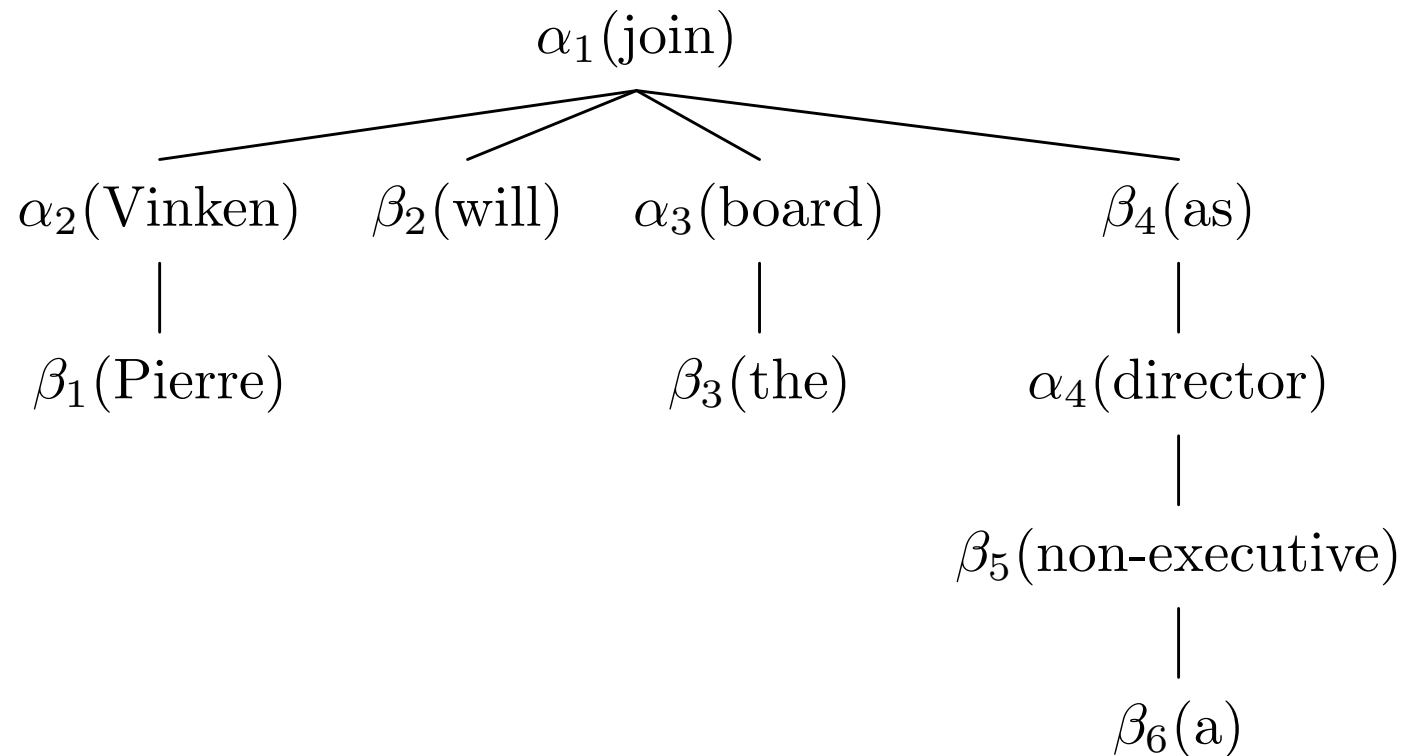 α₁(join)
α₂(Vinken) β₂(will) α₃(board) β₄(as)
β₁(Pierre) β₃(the) α₄(director)
β₅(non-executive)
β₆(a)